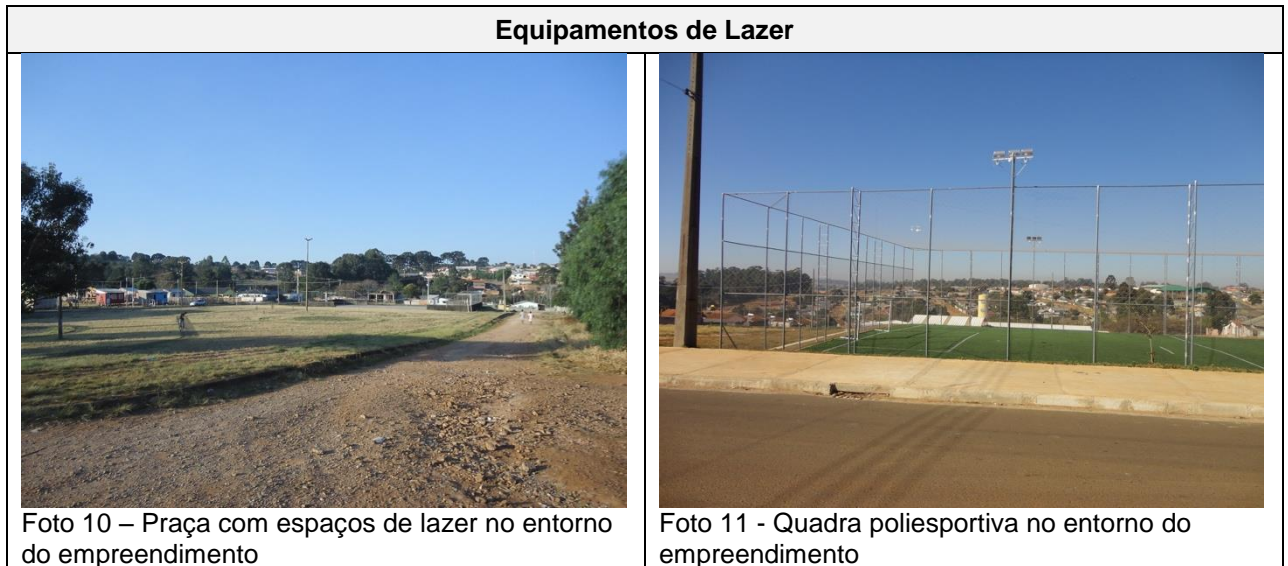 Equipamentos de Lazer
Foto 10 – Praça com espaços de lazer no entorno
do empreendimento
Foto 11 - Quadra poliesportiva no entorno do
empreendimento